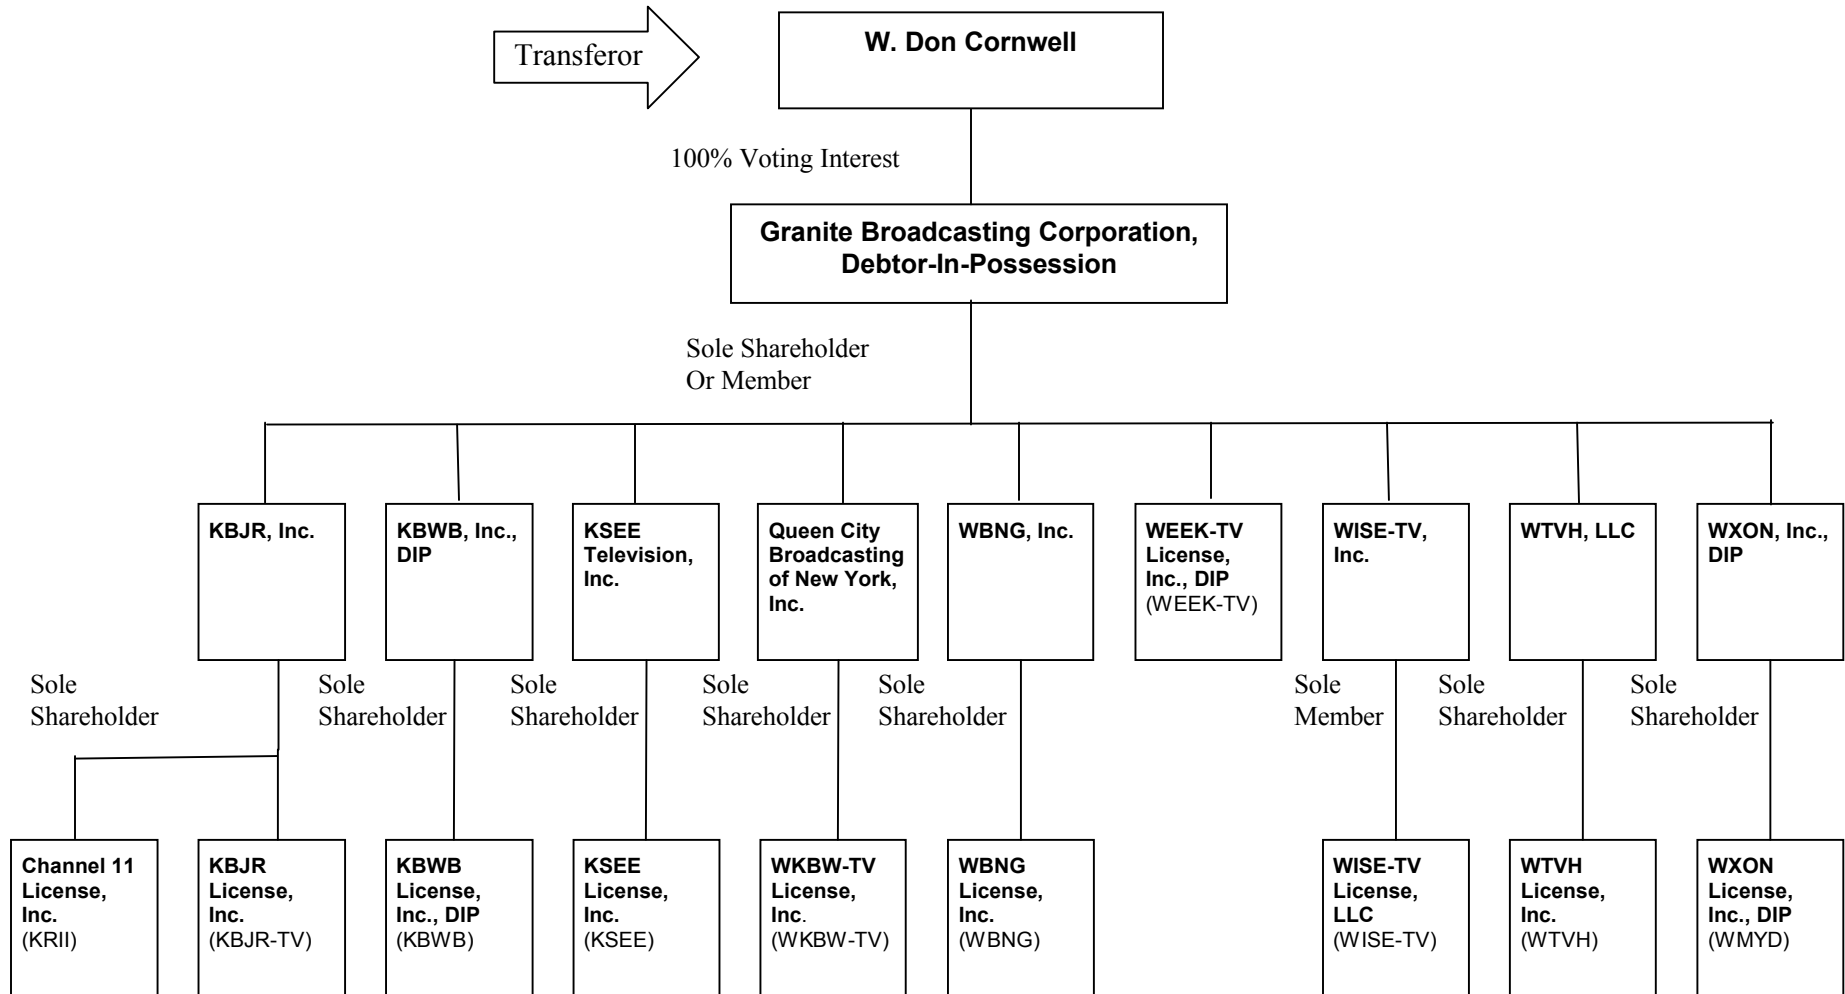 Transferor
W. Don Cornwell
100% Voting Interest
Granite Broadcasting Corporation,
Debtor-In-Possession
Sole Shareholder
Or Member
KBJR, Inc.
KBWB, Inc.,
DIP
KSEE
Television,
Inc.
Queen City
Broadcasting
of New York,
Inc.
WBNG, Inc.
WEEK-TV
License,
Inc., DIP
(WEEK-TV)
WISE-TV,
Inc.
WTVH, LLC
WXON, Inc.,
DIP
Sole
Shareholder
Sole
Shareholder
Sole
Shareholder
Sole
Shareholder
Sole
Shareholder
Sole
Member
Sole
Shareholder
Sole
Shareholder
Channel 11
License,
Inc.
(KRII)
KBJR
License,
Inc.
(KBJR-TV)
KBWB
License,
Inc., DIP
(KBWB)
KSEE
License,
Inc.
(KSEE)
WKBW-TV
License,
Inc.
(WKBW-TV)
WBNG
License,
Inc.
(WBNG)
WISE-TV
License,
LLC
(WISE-TV)
WTVH
License,
Inc.
(WTVH)
WXON
License,
Inc., DIP
(WMYD)